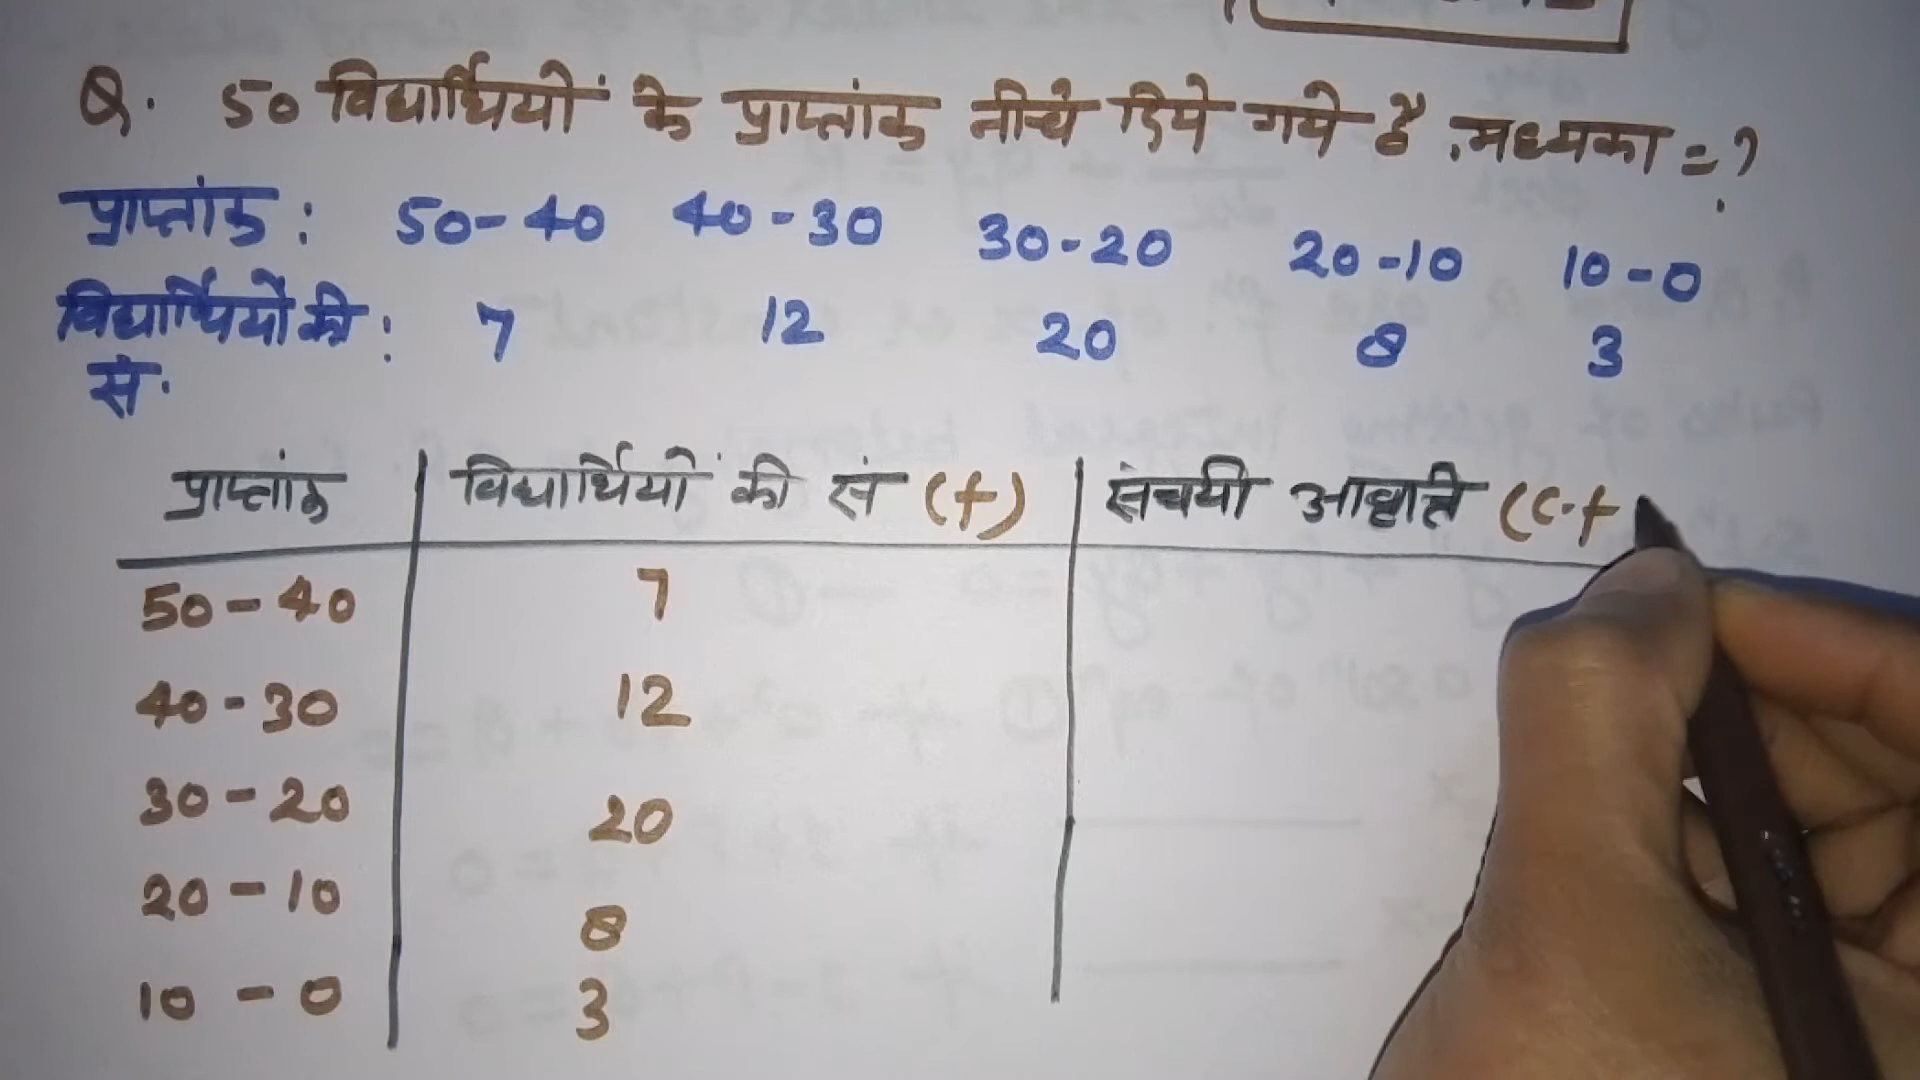 Q. 50 विद्यार्थियों के प्राप्तांक नीचे दिये गये है . मध्यका = ?
प्राप्तांक : 50-40 40-30 30-20 20-10 10-0
विद्यार्थियों की : 7 12 20 8 3
सं.
प्राप्तांक विद्यार्थियों की सं (f) संचयी आवृत्ति (c.f
50-40 7
40-30 12
30-20 20
20-10 8
10-0 3